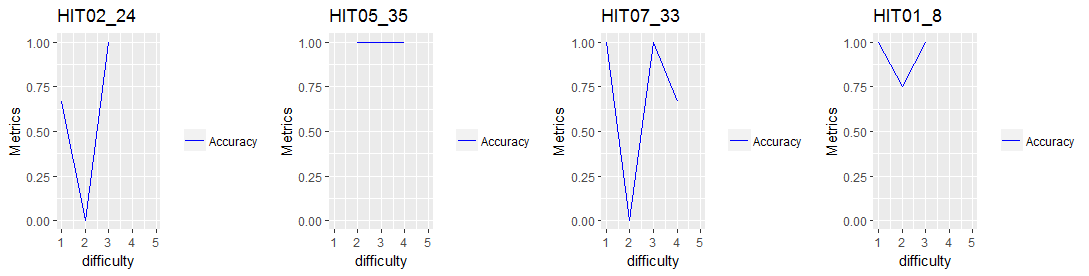 HIT02_24
1.00
0.75
0.50
0.25
0.00
Metrics
1 2 3 4 5
difficulty
Accuracy
HIT05_35
1.00
0.75
0.50
0.25
0.00
Metrics
1 2 3 4 5
difficulty
Accuracy
HIT07_33
1.00
0.75
0.50
0.25
0.00
Metrics
1 2 3 4 5
difficulty
Accuracy
HIT01_8
1.00
0.75
0.50
0.25
0.00
Metrics
1 2 3 4 5
difficulty
Accuracy